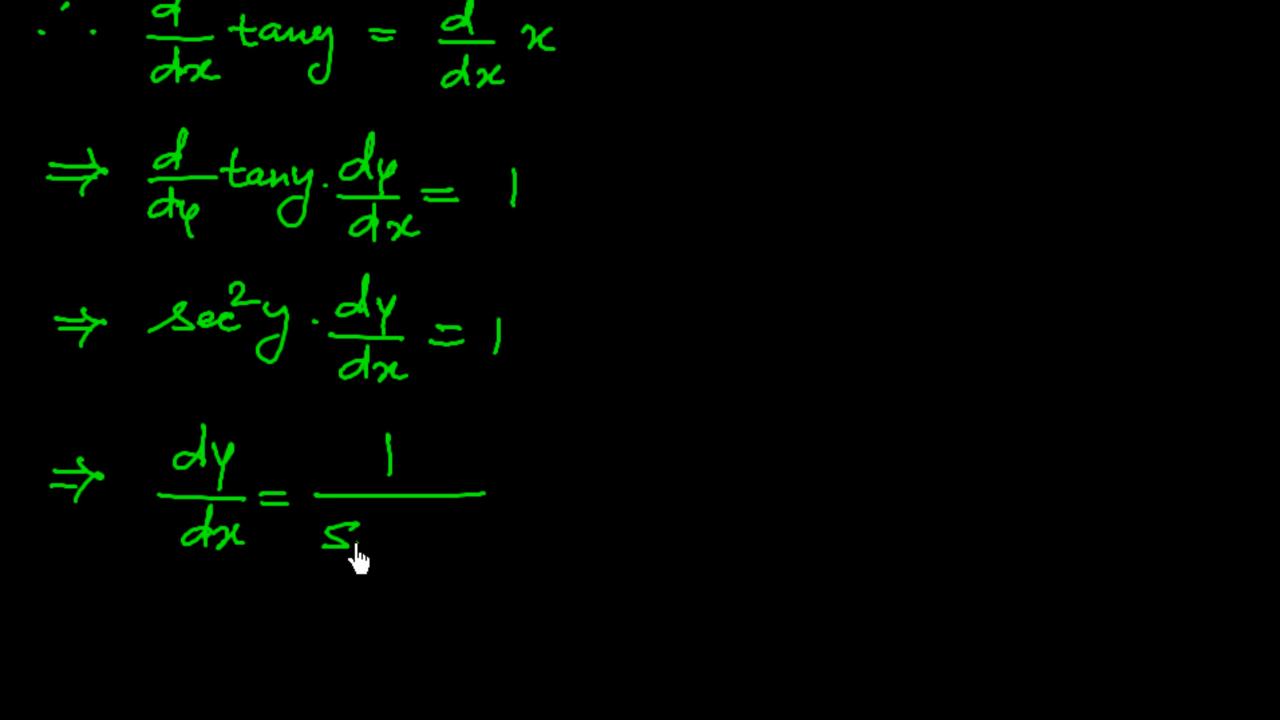 ∴ d/dx tany = d/dx x
⇒ d/dy tany · dy/dx = 1
⇒ sec²y · dy/dx = 1
⇒ dy/dx = 1/s